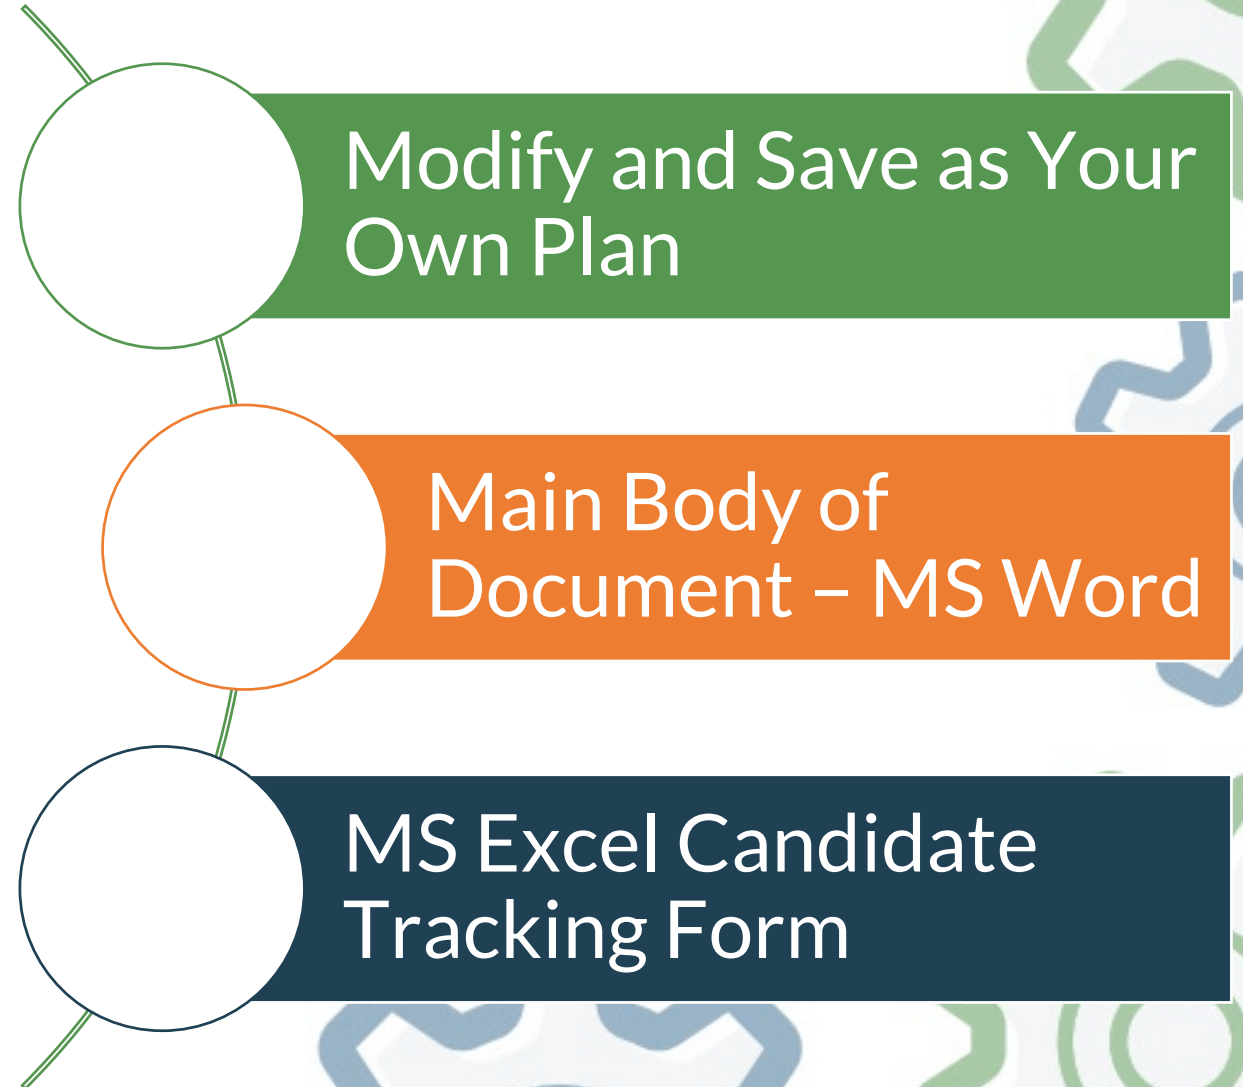 Modify and Save as Your
Own Plan
Main Body of
Document – MS Word
MS Excel Candidate
Tracking Form